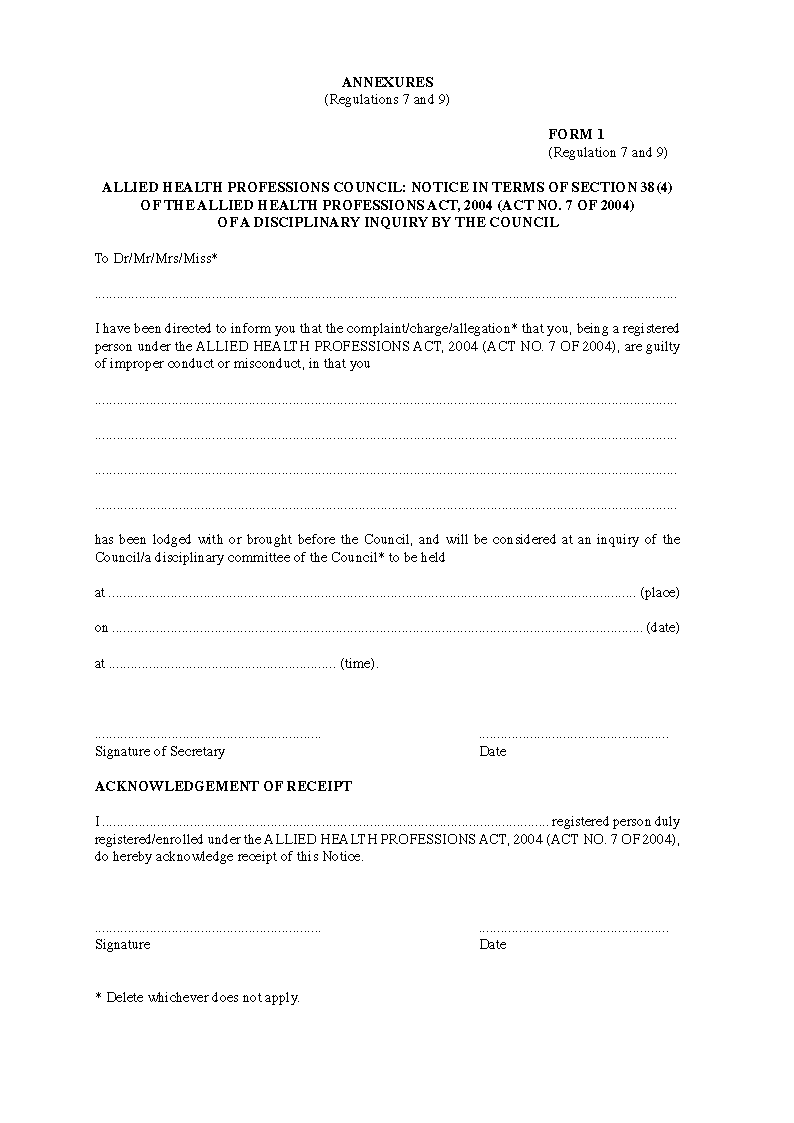 ANNEXURES
(Regulations 7 and 9)
FORM 1
(Regulation 7 and 9)
ALLIED HEALTH PROFESSIONS COUNCIL: NOTICE IN TERMS OF SECTION 38(4)
OF THE ALLIED HEALTH PROFESSIONS ACT, 2004 (ACT NO. 7 OF 2004)
OF A DISCIPLINARY INQUIRY BY THE COUNCIL
To Dr/Mr/Mrs/Miss*
................................................................................................................................................................
I have been directed to inform you that the complaint/charge/allegation* that you, being a registered
person under the ALLIED HEALTH PROFESSIONS ACT, 2004 (ACT NO. 7 OF 2004), are guilty
of improper conduct or misconduct, in that you
................................................................................................................................................................
................................................................................................................................................................
................................................................................................................................................................
................................................................................................................................................................
has been lodged with or brought before the Council, and will be considered at an inquiry of the
Council/a disciplinary committee of the Council* to be held
at ................................................................................................................................................. (place)
on .................................................................................................................................................. (date)
at ............................................................... (time).
.............................................................. ....................................................
Signature of Secretary Date
ACKNOWLEDGEMENT OF RECEIPT
I .......................................................................................................................... registered person duly
registered/enrolled under the ALLIED HEALTH PROFESSIONS ACT, 2004 (ACT NO. 7 OF 2004),
do hereby acknowledge receipt of this Notice.
.............................................................. ....................................................
Signature Date
* Delete whichever does not apply.